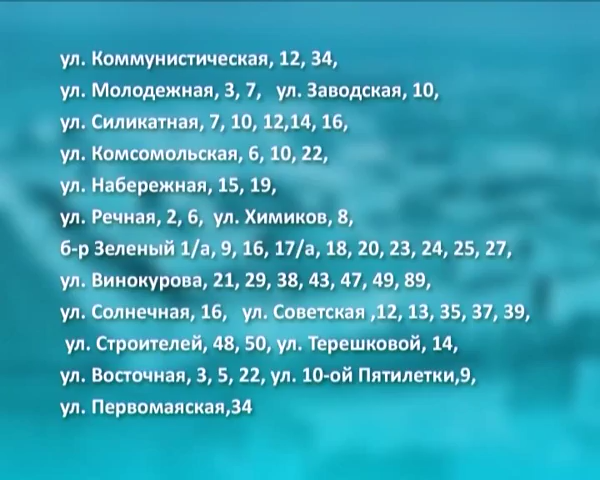 ул. Коммунистическая, 12, 34,
ул. Молодежная, 3, 7, ул. Заводская, 10,
ул. Силикатная, 7, 10, 12,14, 16,
ул. Комсомольская, 6, 10, 22,
ул. Набережная, 15, 19,
ул. Речная, 2, 6, ул. Химиков, 8,
б-р Зеленый 1/а, 9, 16, 17/а, 18, 20, 23, 24, 25, 27,
ул. Винокурова, 21, 29, 38, 43, 47, 49, 89,
ул. Солнечная, 16, ул. Советская ,12, 13, 35, 37, 39,
ул. Строителей, 48, 50, ул. Терешковой, 14,
ул. Восточная, 3, 5, 22, ул. 10-ой Пятилетки,9,
ул. Первомаяская,34